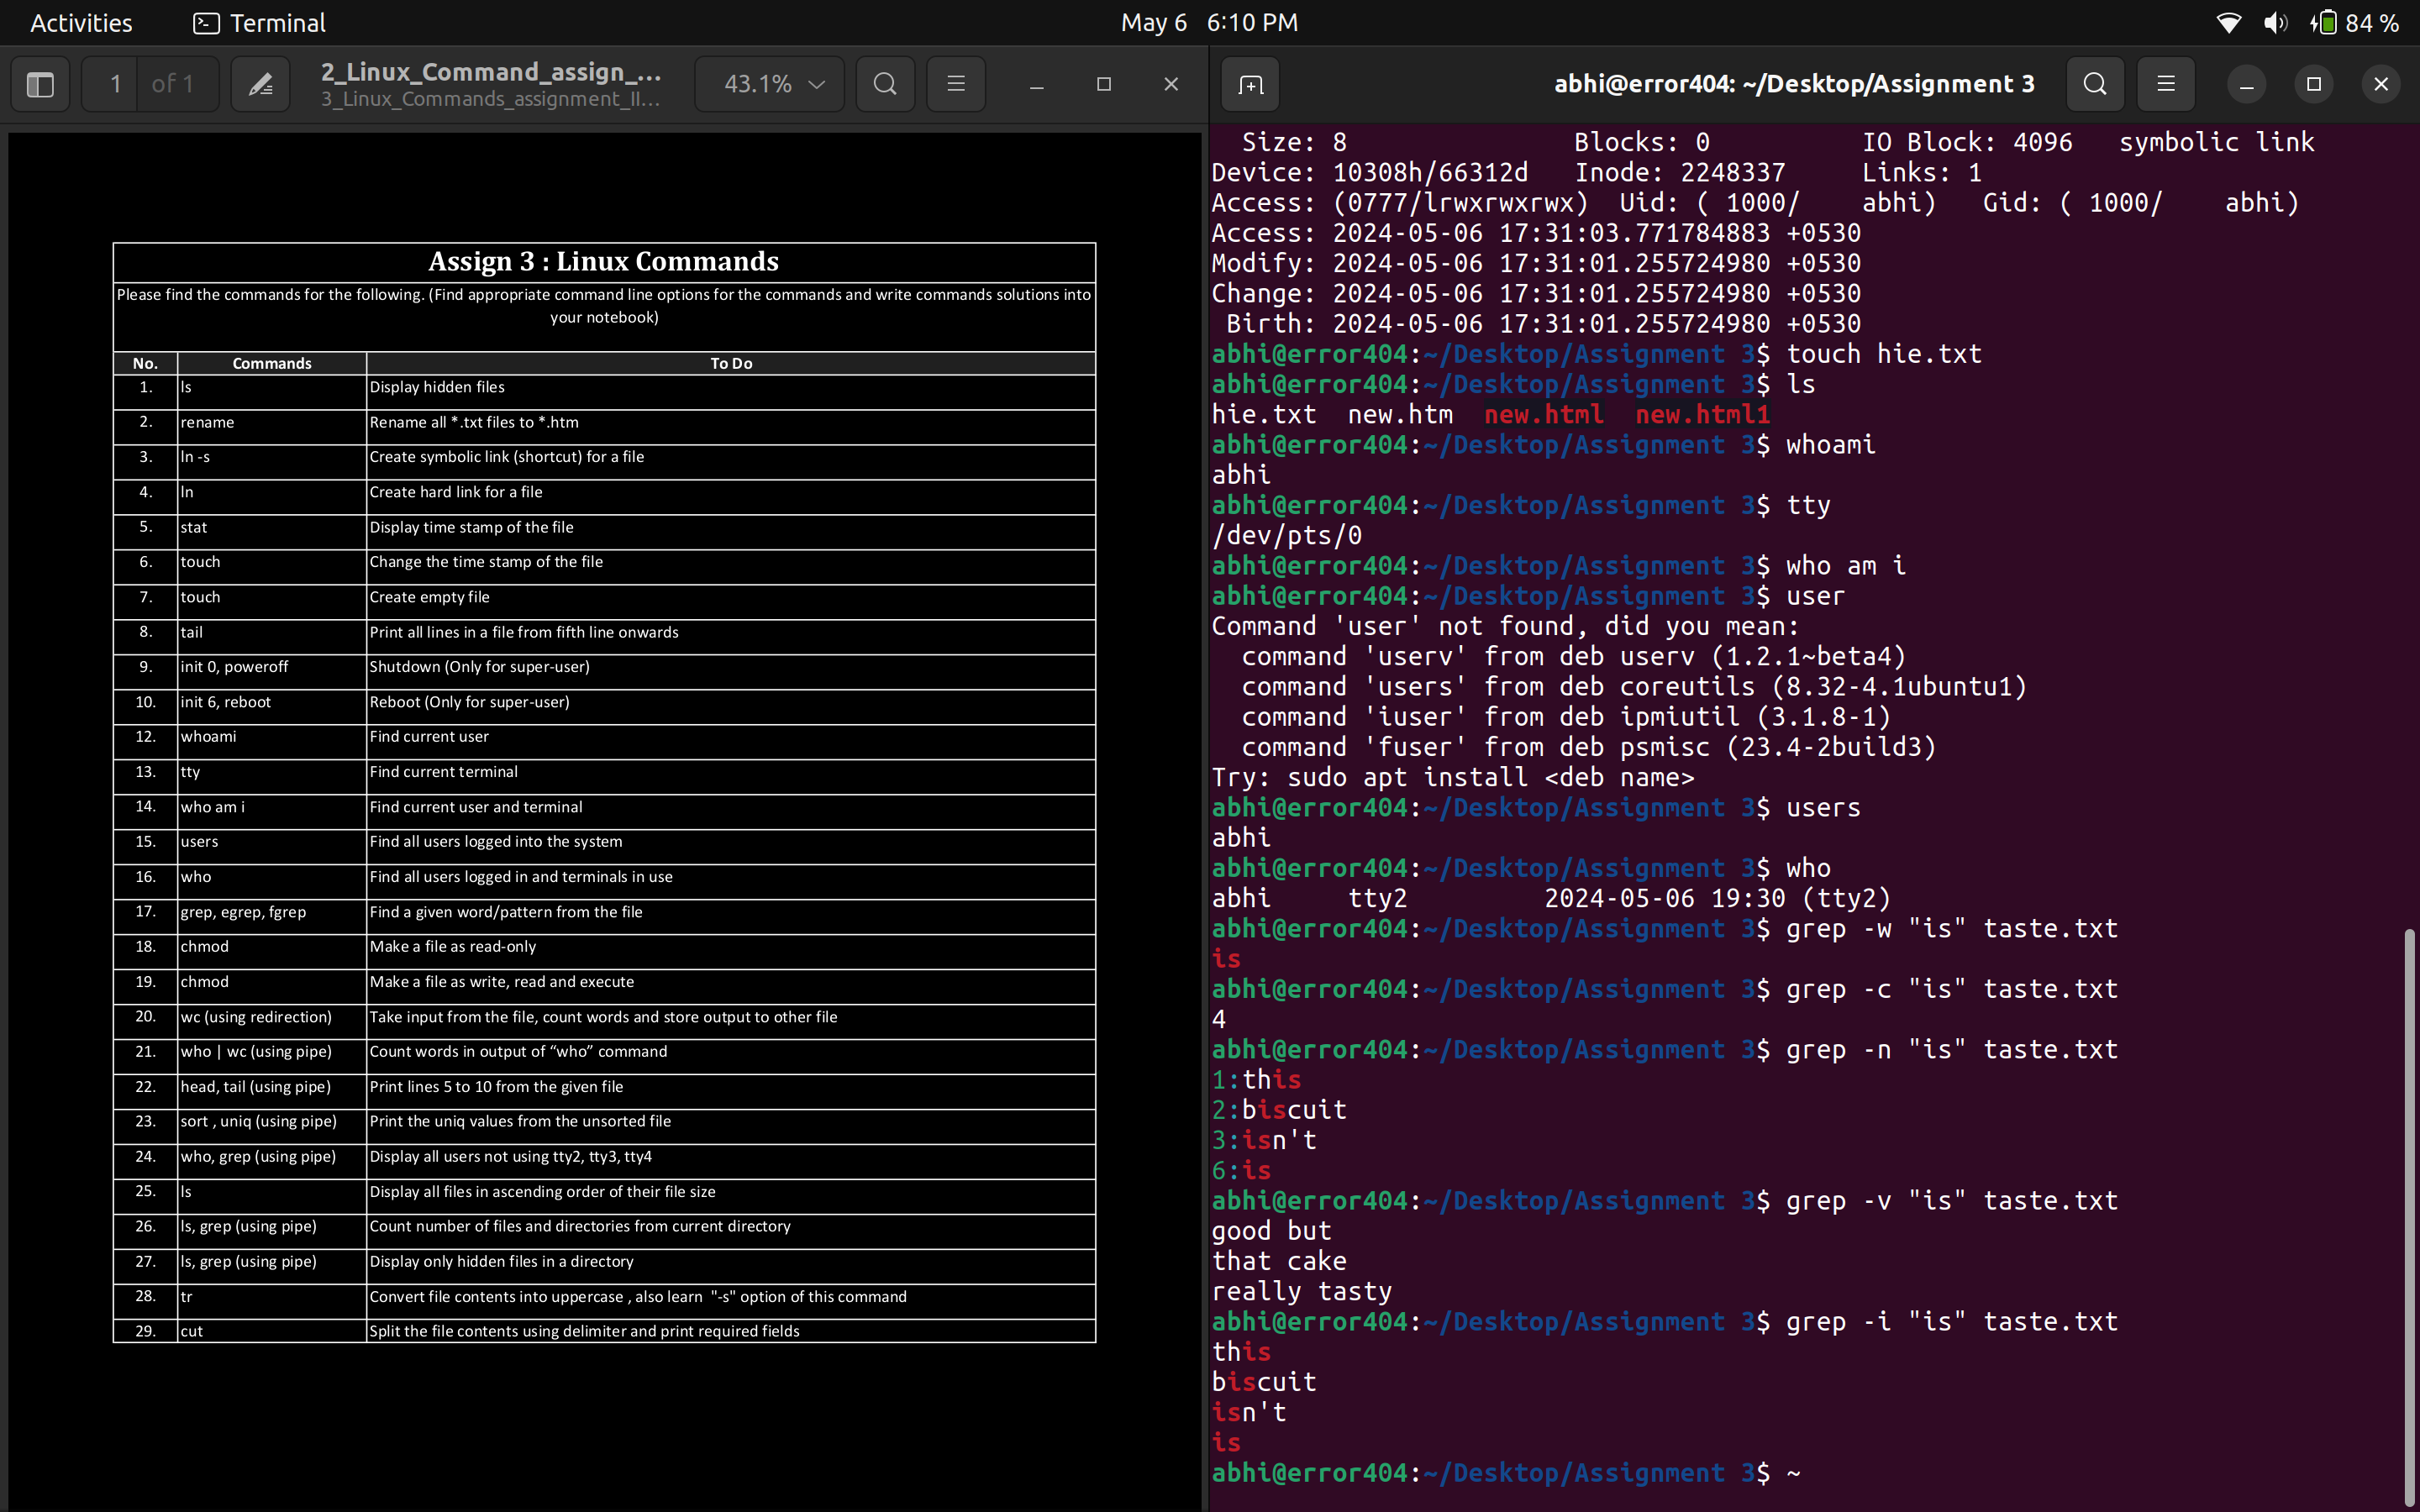 Activities Terminal May 6 6:10 PM 84 %
1 of 1 2_Linux_Command_assign_... 43.1%
3_Linux_Commands_assignment_II...
Assign 3 : Linux Commands
Please find the commands for the following. (Find appropriate command line options for the commands and write commands solutions into
your notebook)
No. Commands To Do
1. ls Display hidden files
2. rename Rename all *.txt files to *.htm
3. ln -s Create symbolic link (shortcut) for a file
4. ln Create hard link for a file
5. stat Display time stamp of the file
6. touch Change the time stamp of the file
7. touch Create empty file
8. tail Print all lines in a file from fifth line onwards
9. init 0, poweroff Shutdown (Only for super-user)
10. init 6, reboot Reboot (Only for super-user)
12. whoami Find current user
13. tty Find current terminal
14. who am i Find current user and terminal
15. users Find all users logged into the system
16. who Find all users logged in and terminals in use
17. grep, egrep, fgrep Find a given word/pattern from the file
18. chmod Make a file as read-only
19. chmod Make a file as write, read and execute
20. wc (using redirection) Take input from the file, count words and store output to other file
21. who | wc (using pipe) Count words in output of “who” command
22. head, tail (using pipe) Print lines 5 to 10 from the given file
23. sort , uniq (using pipe) Print the uniq values from the unsorted file
24. who, grep (using pipe) Display all users not using tty2, tty3, tty4
25. ls Display all files in ascending order of their file size
26. ls, grep (using pipe) Count number of files and directories from current directory
27. ls, grep (using pipe) Display only hidden files in a directory
28. tr Convert file contents into uppercase , also learn "-s" option of this command
29. cut Split the file contents using delimiter and print required fields
abhi@error404: ~/Desktop/Assignment 3
Size: 8 Blocks: 0 IO Block: 4096 symbolic link
Device: 10308h/66312d Inode: 2248337 Links: 1
Access: (0777/lrwxrwxrwx) Uid: ( 1000/ abhi) Gid: ( 1000/ abhi)
Access: 2024-05-06 17:31:03.771784883 +0530
Modify: 2024-05-06 17:31:01.255724980 +0530
Change: 2024-05-06 17:31:01.255724980 +0530
Birth: 2024-05-06 17:31:01.255724980 +0530
abhi@error404:~/Desktop/Assignment 3$ touch hie.txt
abhi@error404:~/Desktop/Assignment 3$ ls
hie.txt new.htm new.html new.html1
abhi@error404:~/Desktop/Assignment 3$ whoami
abhi
abhi@error404:~/Desktop/Assignment 3$ tty
/dev/pts/0
abhi@error404:~/Desktop/Assignment 3$ who am i
abhi@error404:~/Desktop/Assignment 3$ user
Command 'user' not found, did you mean:
command 'userv' from deb userv (1.2.1~beta4)
command 'users' from deb coreutils (8.32-4.1ubuntu1)
command 'iuser' from deb ipmiutil (3.1.8-1)
command 'fuser' from deb psmisc (23.4-2build3)
Try: sudo apt install <deb name>
abhi@error404:~/Desktop/Assignment 3$ users
abhi
abhi@error404:~/Desktop/Assignment 3$ who
abhi tty2 2024-05-06 19:30 (tty2)
abhi@error404:~/Desktop/Assignment 3$ grep -w "is" taste.txt
is
abhi@error404:~/Desktop/Assignment 3$ grep -c "is" taste.txt
4
abhi@error404:~/Desktop/Assignment 3$ grep -n "is" taste.txt
1:this
2:biscuit
3:isn't
6:is
abhi@error404:~/Desktop/Assignment 3$ grep -v "is" taste.txt
good but
that cake
really tasty
abhi@error404:~/Desktop/Assignment 3$ grep -i "is" taste.txt
this
biscuit
isn't
is
abhi@error404:~/Desktop/Assignment 3$ ~